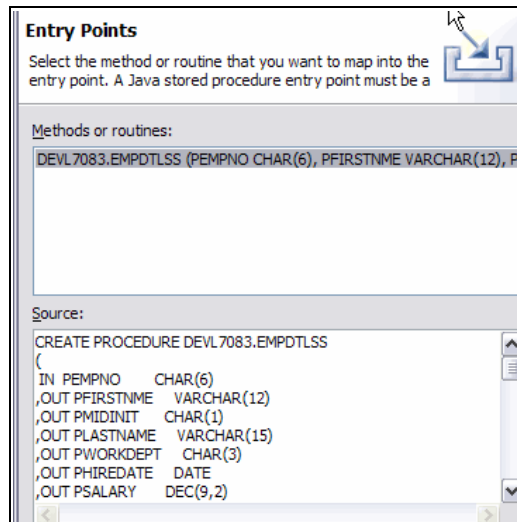 Entry Points
Select the method or routine that you want to map into the
entry point. A Java stored procedure entry point must be a
Methods or routines:
DEVL7083.EMPDTLSS (PEMPNO CHAR(6), PFIRSTNME VARCHAR(12), P
Source:
CREATE PROCEDURE DEVL7083.EMPDTLSS
(
IN PEMPNO CHAR(6)
,OUT PFIRSTNME VARCHAR(12)
,OUT PMIDINIT CHAR(1)
,OUT PLASTNAME VARCHAR(15)
,OUT PWORKDEPT CHAR(3)
,OUT PHIREDATE DATE
,OUT PSALARY DEC(9,2)